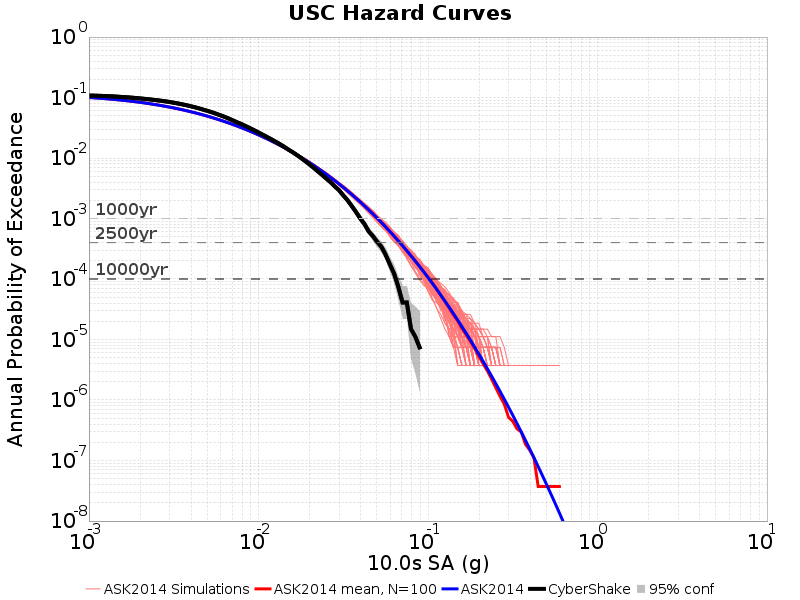 USC Hazard Curves
Annual Probability of Exceedance
10^0
10^-1
10^-2
10^-3
10^-4
10^-5
10^-6
10^-7
10^-8
1000yr
2500yr
10000yr
10^-3 10^-2 10^-1 10^0 10^1
10.0s SA (g)
ASK2014 Simulations ASK2014 mean, N=100 ASK2014 CyberShake 95% conf